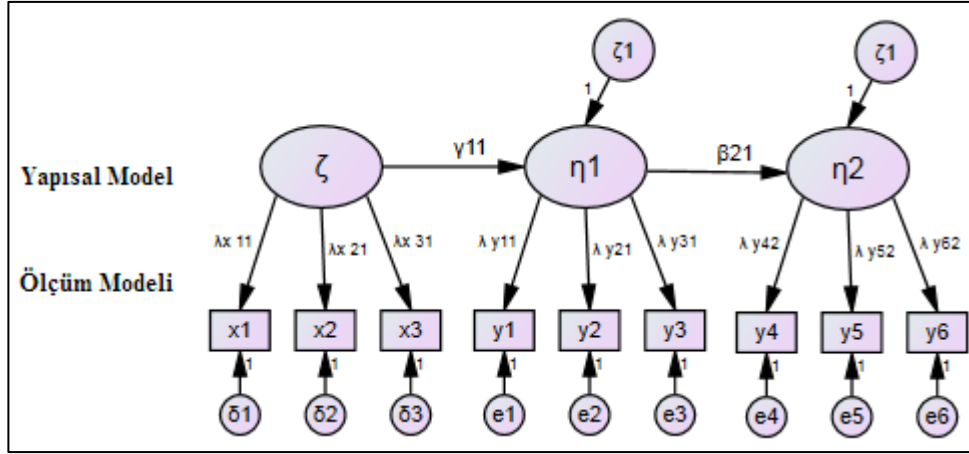 ζ1 ζ1
1 1
γ11 β21
Yapısal Model ζ η1 η2
λx 11 λx 21 λx 31 λ y11 λ y21 λ y31 λ y42 λ y52 λ y62
Ölçüm Modeli
x1 x2 x3 y1 y2 y3 y4 y5 y6
1 1 1 1 1 1 1 1 1
δ1 δ2 δ3 e1 e2 e3 e4 e5 e6